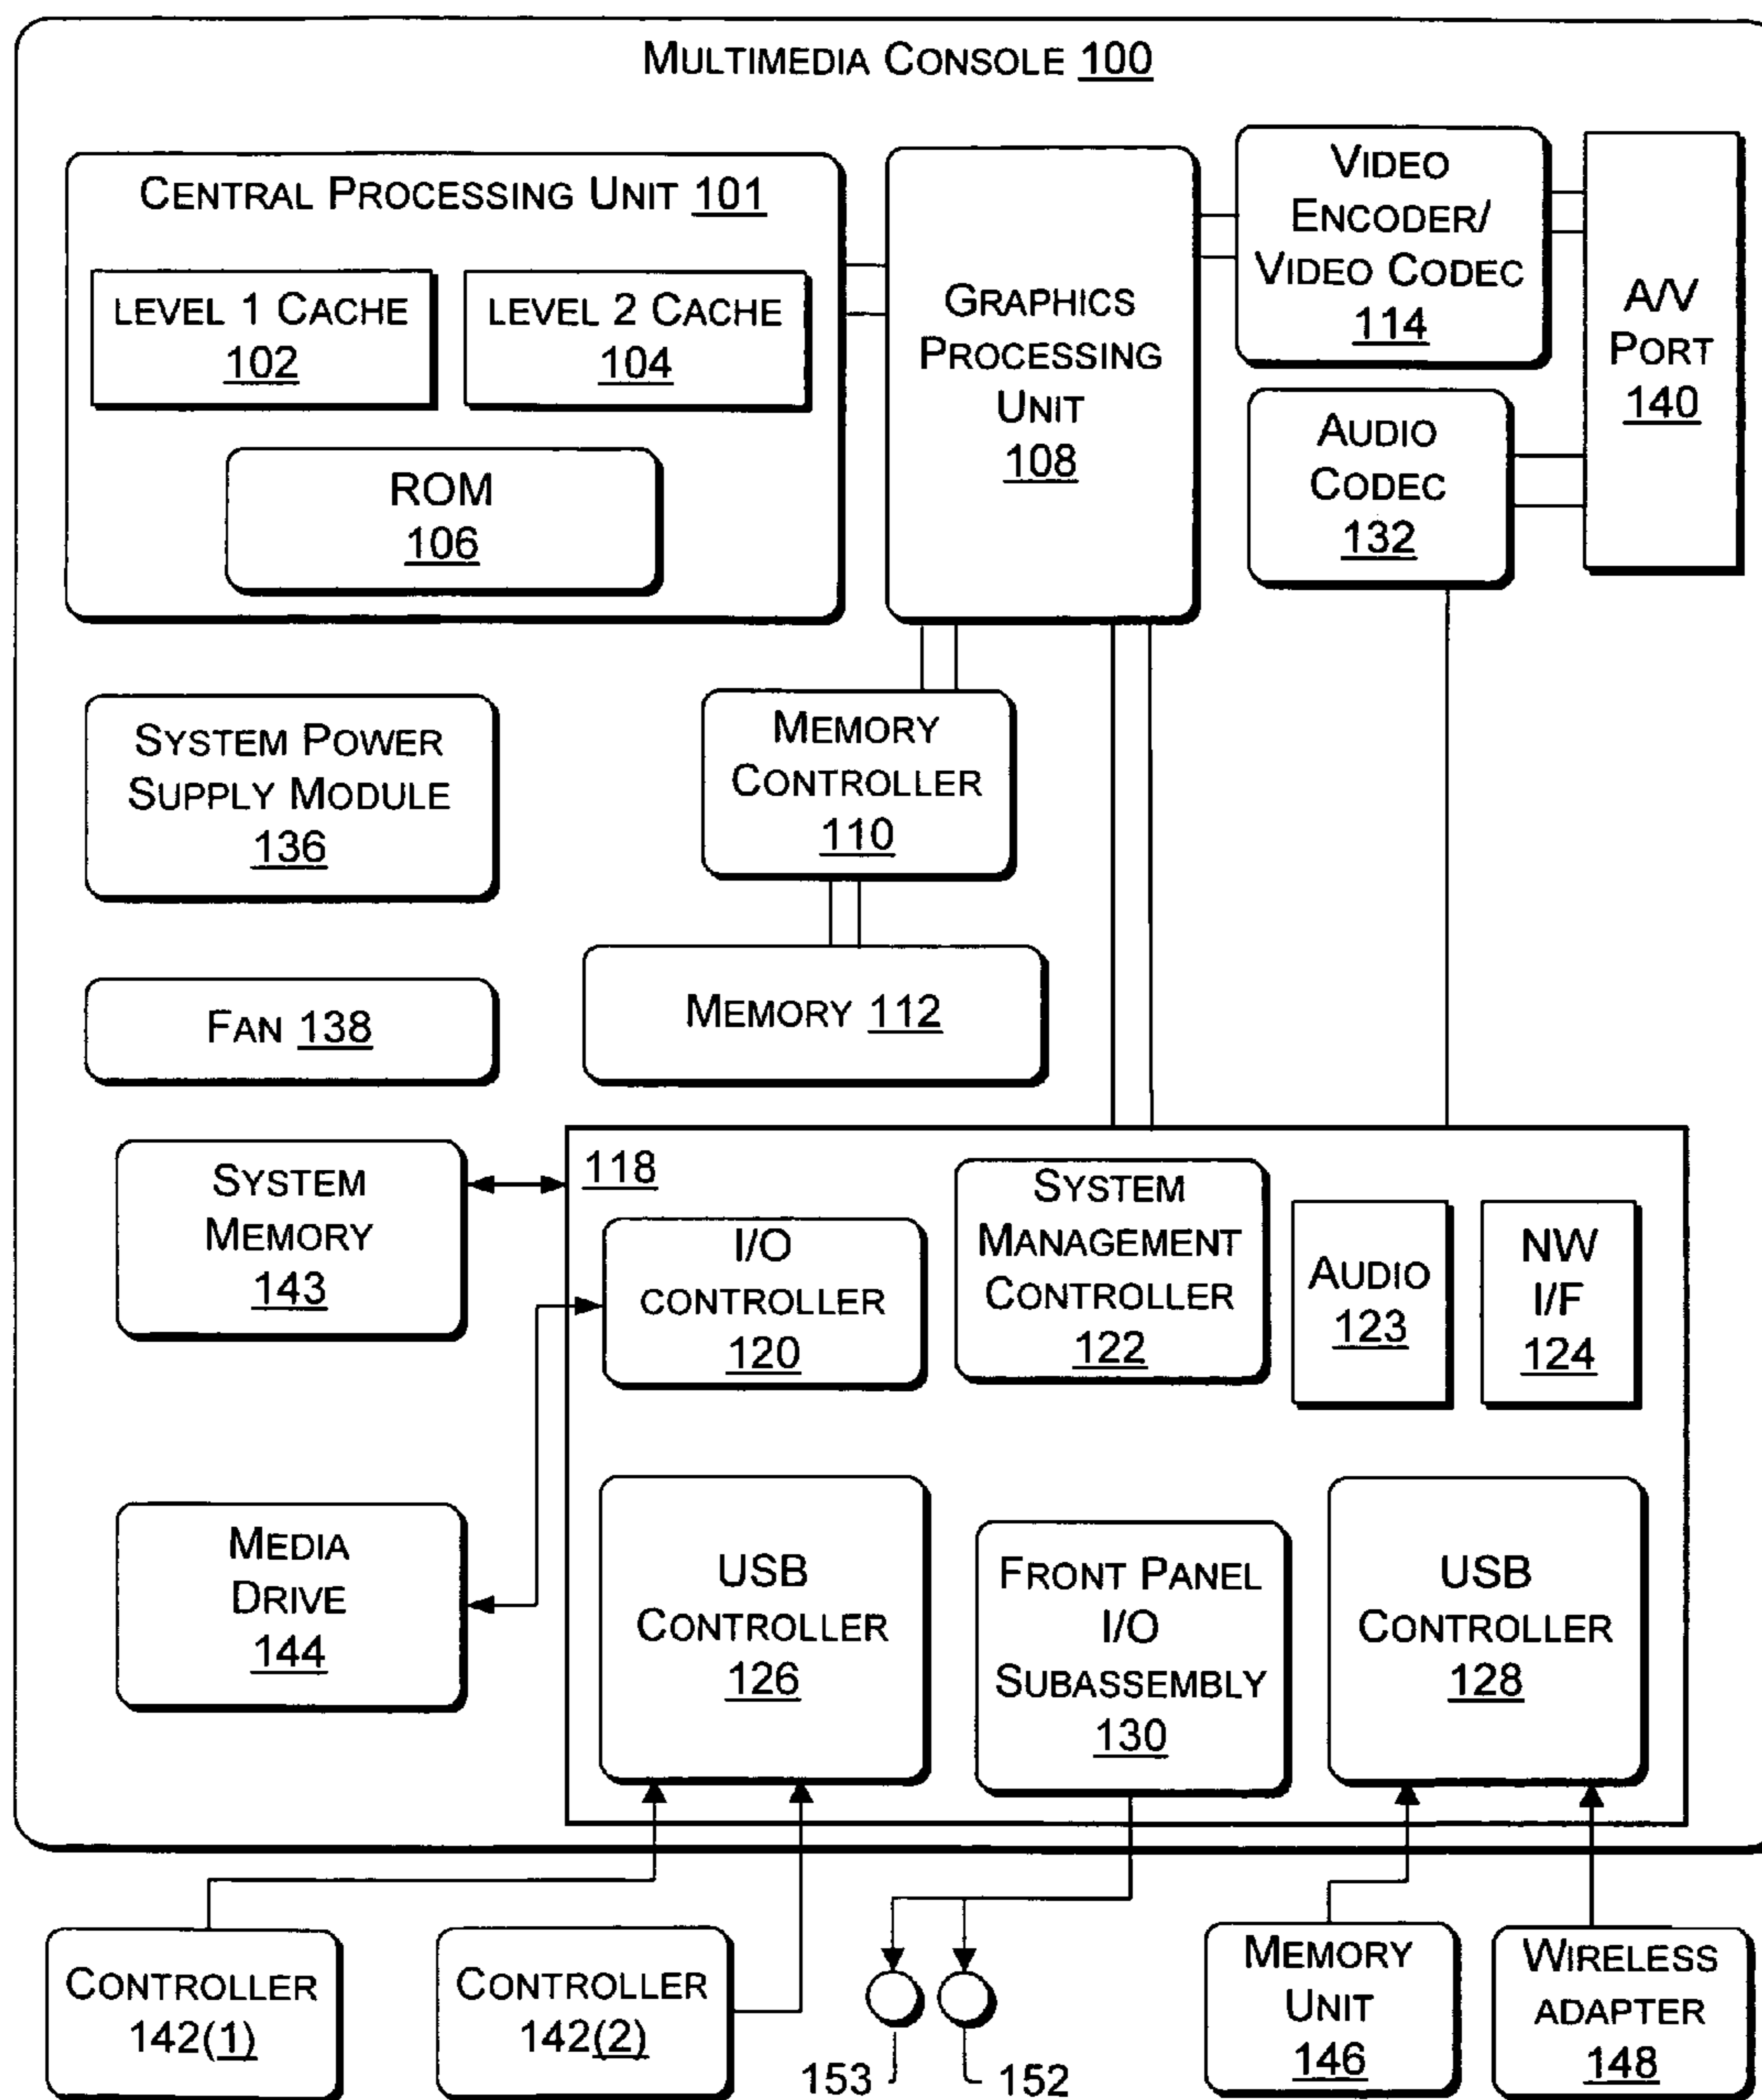 MULTIMEDIA CONSOLE 100
CENTRAL PROCESSING UNIT 101
LEVEL 1 CACHE
102
LEVEL 2 CACHE
104
ROM
106
GRAPHICS
PROCESSING
UNIT
108
VIDEO
ENCODER/
VIDEO CODEC
114
A/V
PORT
140
AUDIO
CODEC
132
SYSTEM POWER
SUPPLY MODULE
136
MEMORY
CONTROLLER
110
FAN 138
MEMORY 112
SYSTEM
MEMORY
143
118
I/O
CONTROLLER
120
SYSTEM
MANAGEMENT
CONTROLLER
122
AUDIO
123
NW
I/F
124
MEDIA
DRIVE
144
USB
CONTROLLER
126
FRONT PANEL
I/O
SUBASSEMBLY
130
USB
CONTROLLER
128
CONTROLLER
142(1)
CONTROLLER
142(2)
153
152
MEMORY
UNIT
146
WIRELESS
ADAPTER
148